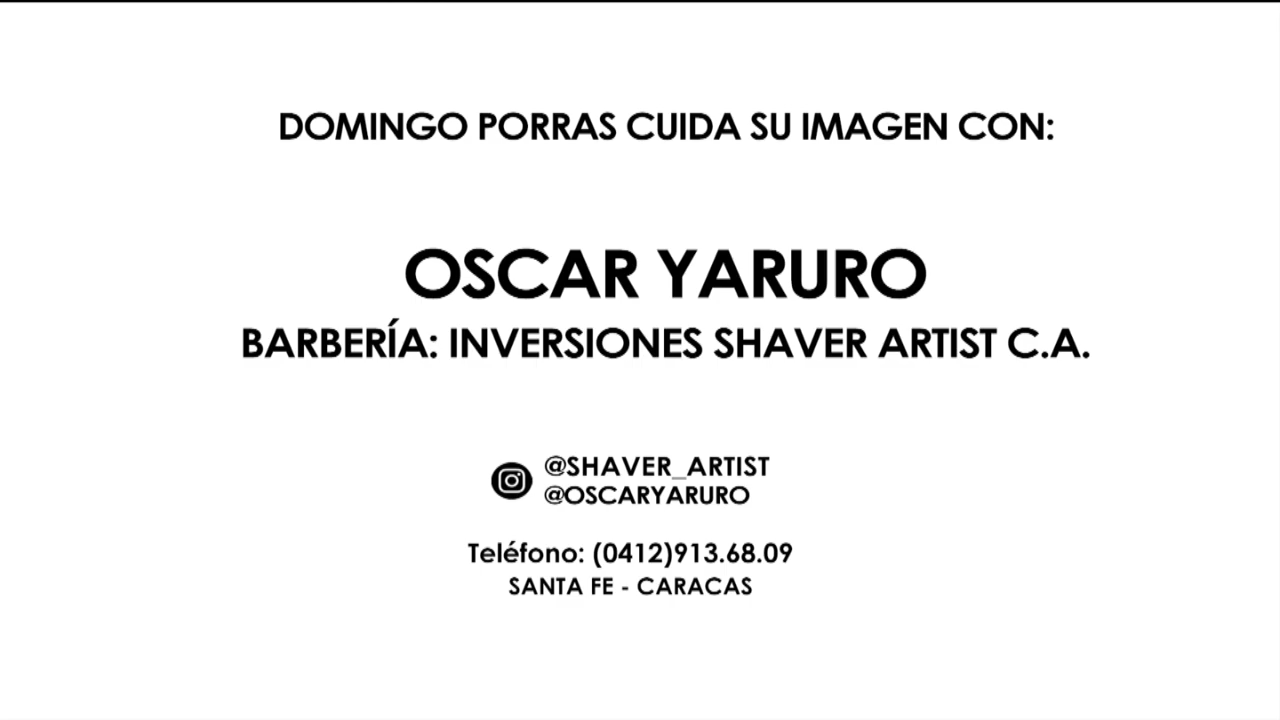 DOMINGO PORRAS CUIDA SU IMAGEN CON:
OSCAR YARURO
BARBERÍA: INVERSIONES SHAVER ARTIST C.A.
@SHAVER_ARTIST
@OSCARYARURO
Teléfono: (0412)913.68.09
SANTA FE - CARACAS